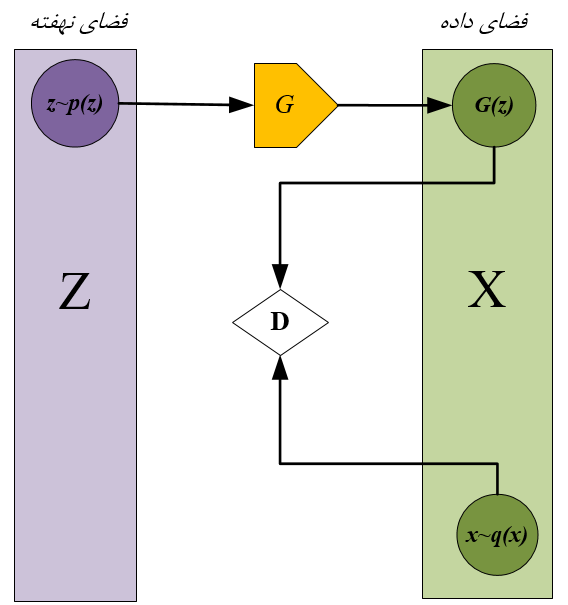 فضای نهفته
فضای داده
z~p(z)
G
G(z)
Z
X
D
x~q(x)